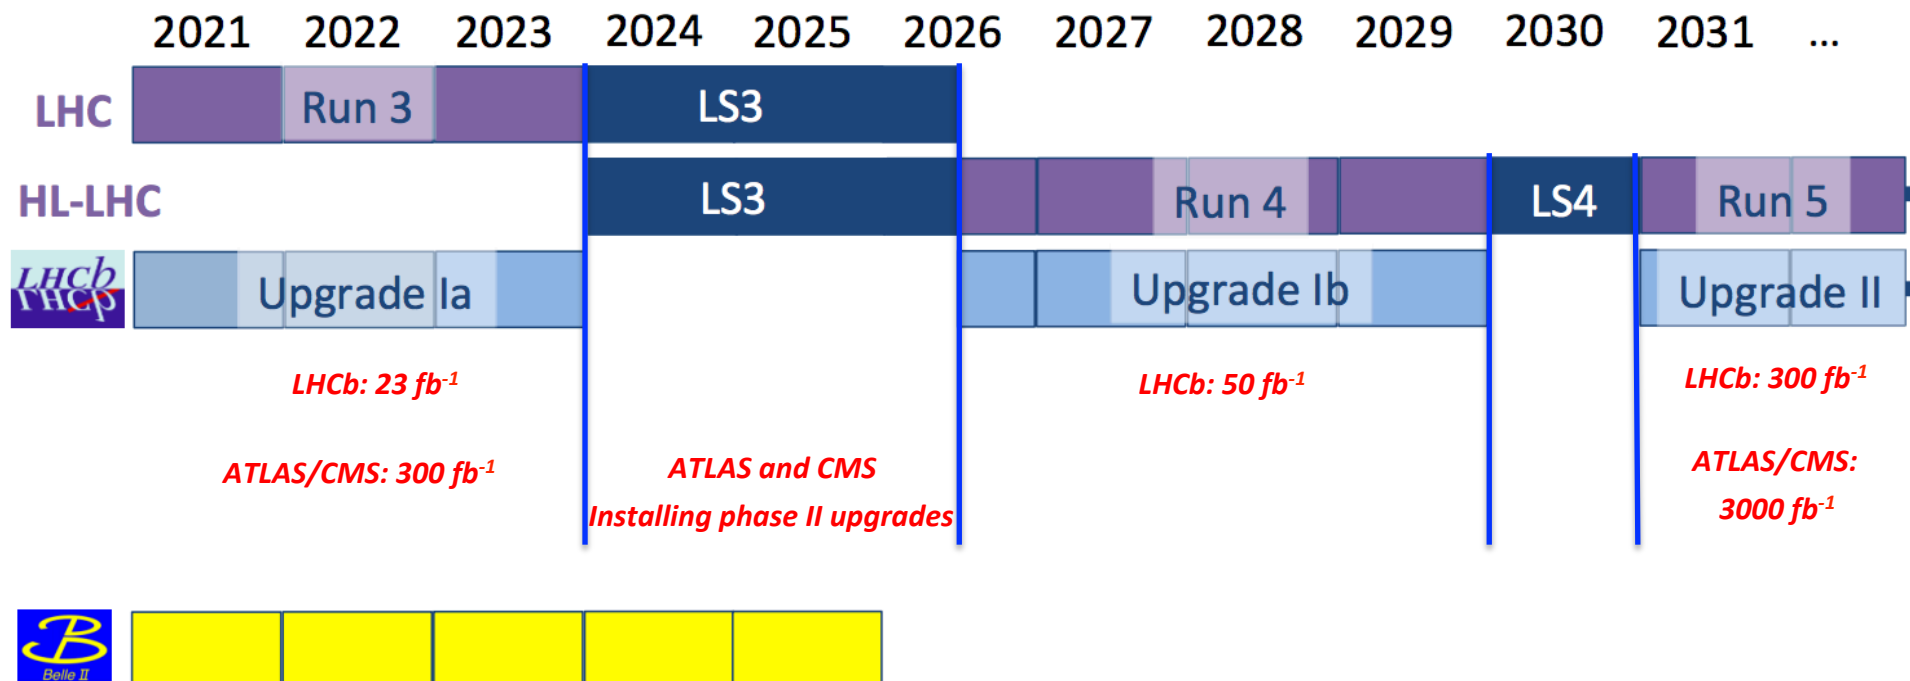 2021 2022 2023 2024 2025 2026 2027 2028 2029 2030 2031 ...
LHC Run 3 LS3
HL-LHC LS3 Run 4 LS4 Run 5
LHCb Upgrade Ia Upgrade Ib Upgrade II
LHCb
LHCb: 23 fb⁻¹ LHCb: 50 fb⁻¹ LHCb: 300 fb⁻¹
ATLAS/CMS: 300 fb⁻¹
ATLAS and CMS
Installing phase II upgrades
ATLAS/CMS:
3000 fb⁻¹
B
Belle II